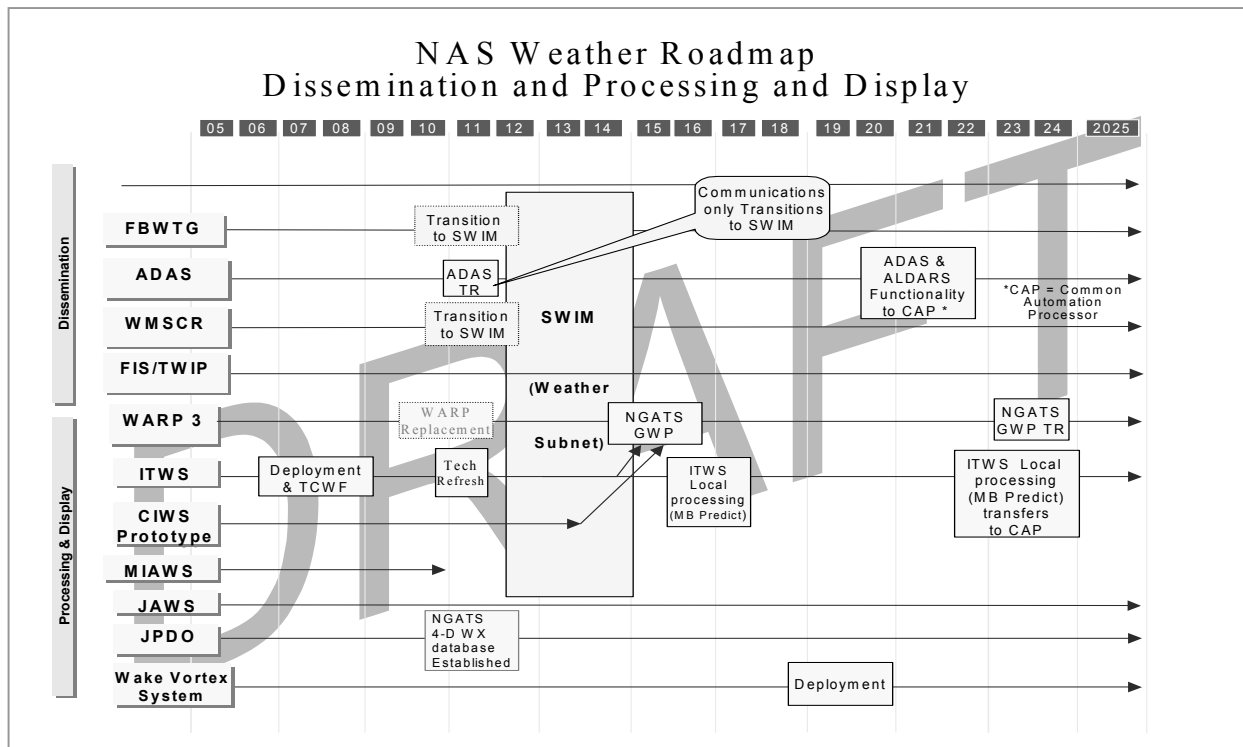 NAS Weather Roadmap
Dissemination and Processing and Display
05 06 07 08 09 10 11 12 13 14 15 16 17 18 19 20 21 22 23 24 2025
DRAFT
Dissemination
Communications
only Transitions
to SWIM
FBWTG
Transition
to SWIM
ADAS
ADAS
TR
ADAS &
ALDARS
Functionality
to CAP *
*CAP = Common
Automation
Processor
WMSCR
Transition
to SWIM
SWIM
(Weather
Subnet)
FIS/TWIP
Processing & Display
WARP 3
WARP
Replacement
NGATS
GWP
NGATS
GWP TR
ITWS
Deployment
& TCWF
Tech
Refresh
ITWS
Local
processing
(MB Predict)
ITWS Local
processing
(MB Predict)
transfers
to CAP
CIWS
Prototype
MIAWS
JAWS
JPDO
NGATS
4-D WX
database
Established
Wake Vortex
System
Deployment